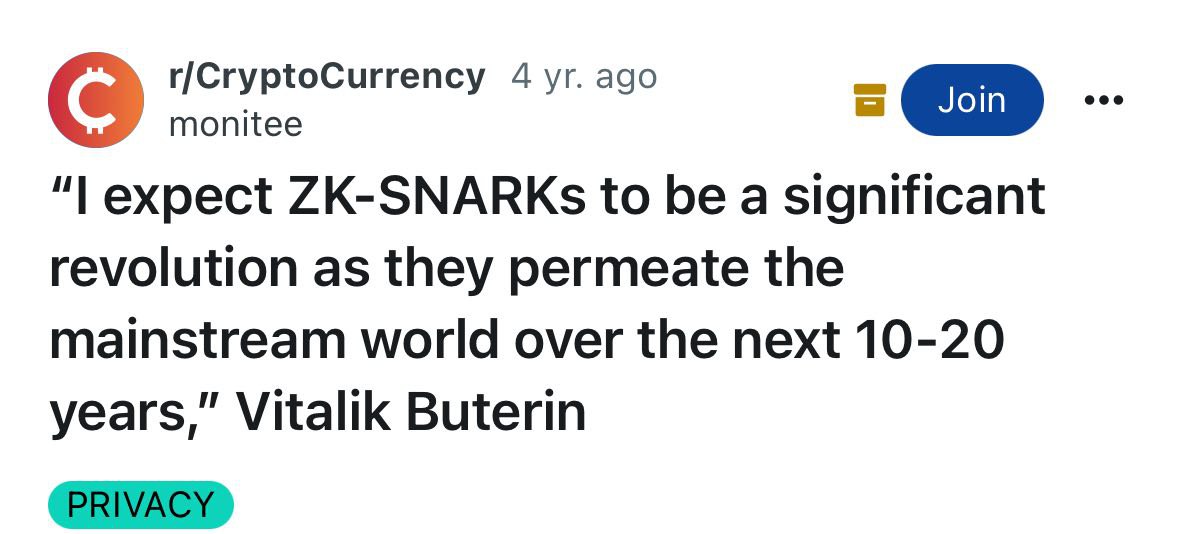 r/CryptoCurrency 4 yr. ago
monitee
Join
“I expect ZK-SNARKs to be a significant
revolution as they permeate the
mainstream world over the next 10-20
years,” Vitalik Buterin
PRIVACY